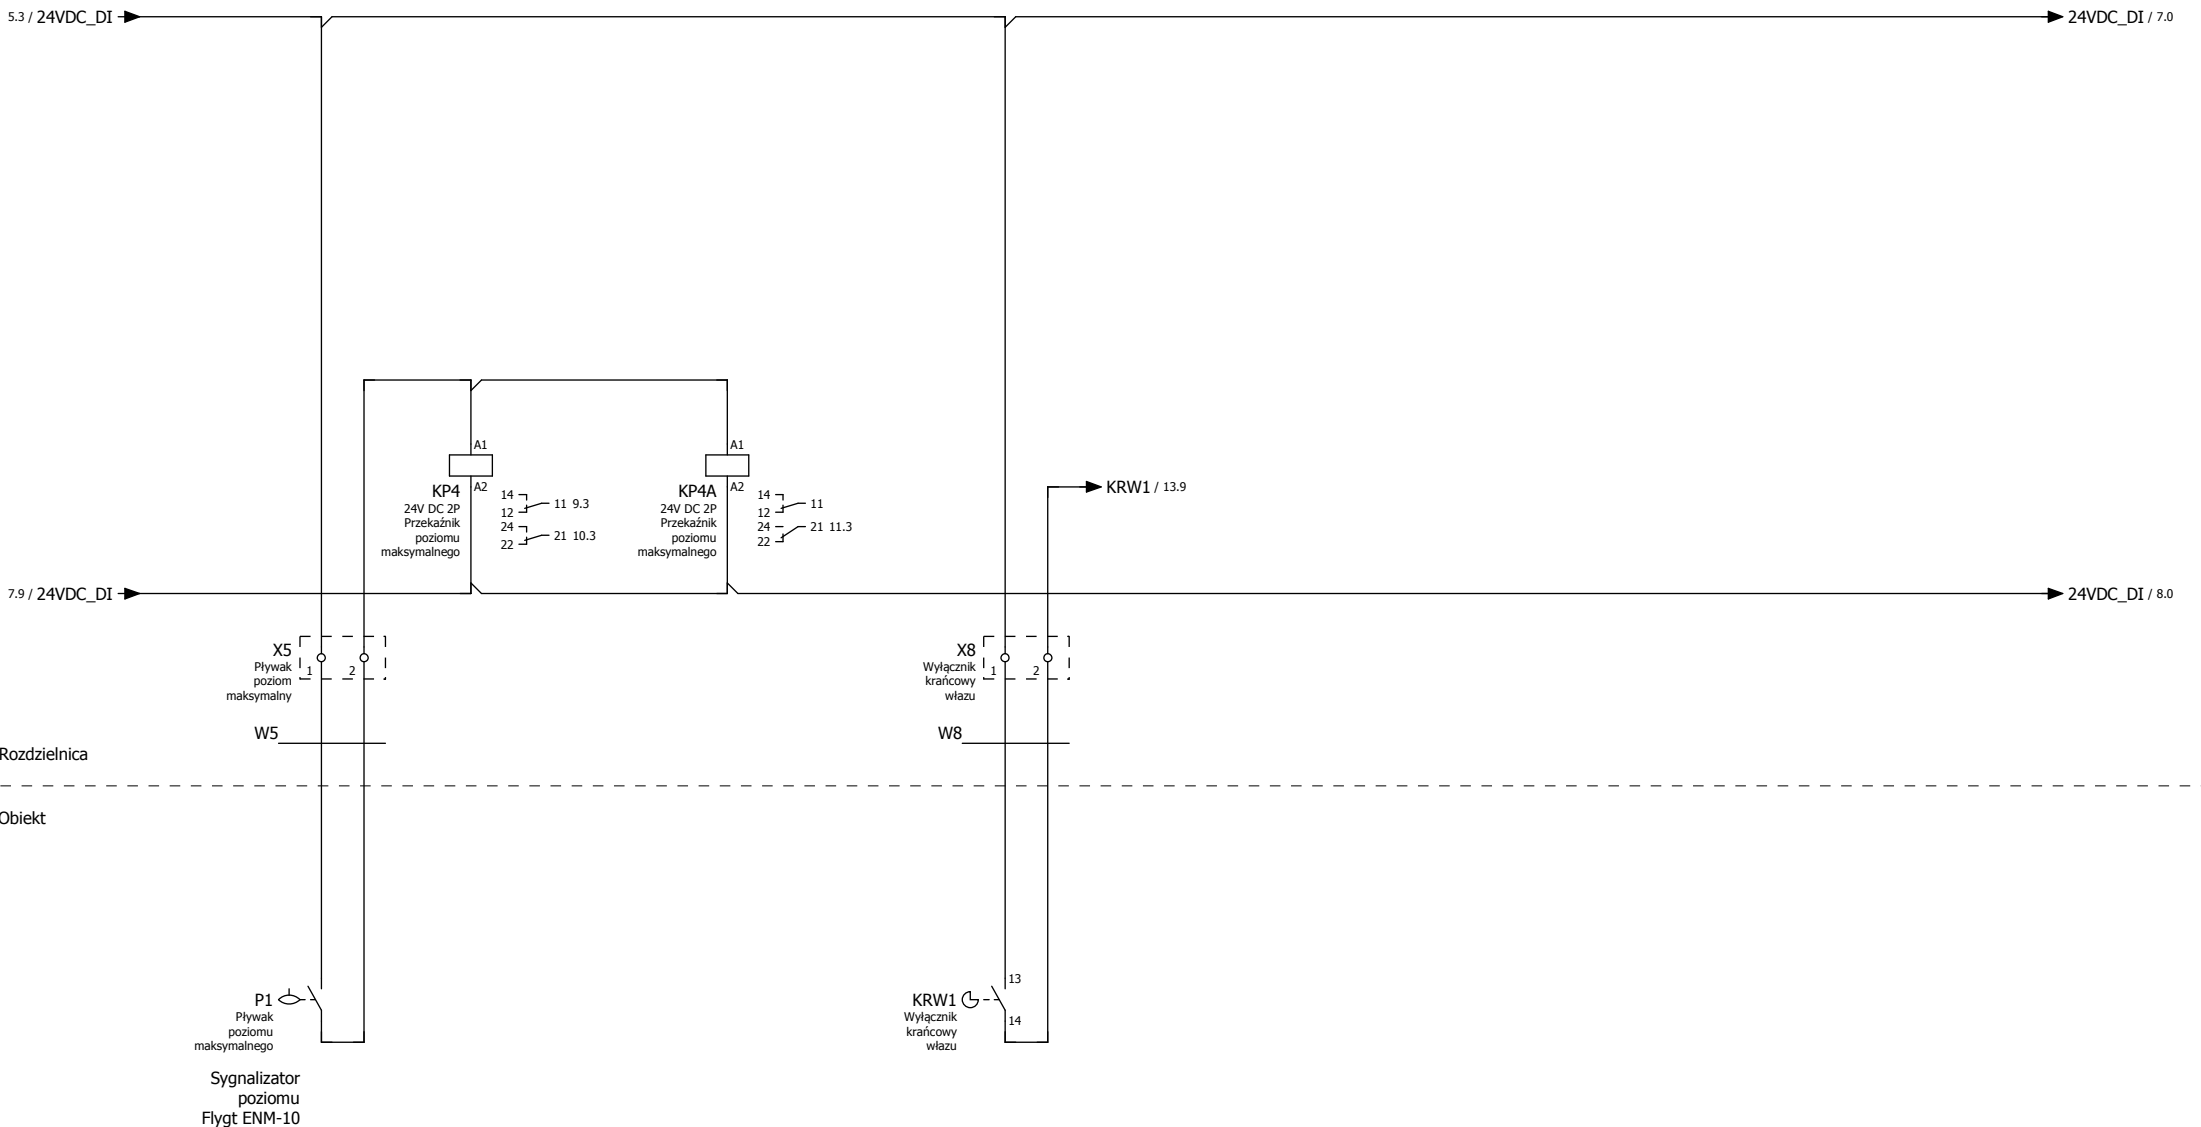 5.3 / 24VDC_DI
24VDC_DI / 7.0
A1
A2
KP4
24V DC 2P
Przekaźnik
poziomu
maksymalnego
14
12
11 9.3
24
22
21 10.3
A1
A2
KP4A
24V DC 2P
Przekaźnik
poziomu
maksymalnego
14
12
11
24
22
21 11.3
KRW1 / 13.9
7.9 / 24VDC_DI
24VDC_DI / 8.0
X5
Pływak
poziom
maksymalny
1
2
X8
Wyłącznik
krańcowy
włazu
1
2
W5
W8
Rozdzielnica
Obiekt
P1
Pływak
poziomu
maksymalnego
Sygnalizator
poziomu
Flygt ENM-10
13
KRW1
Wyłącznik
krańcowy
włazu
14